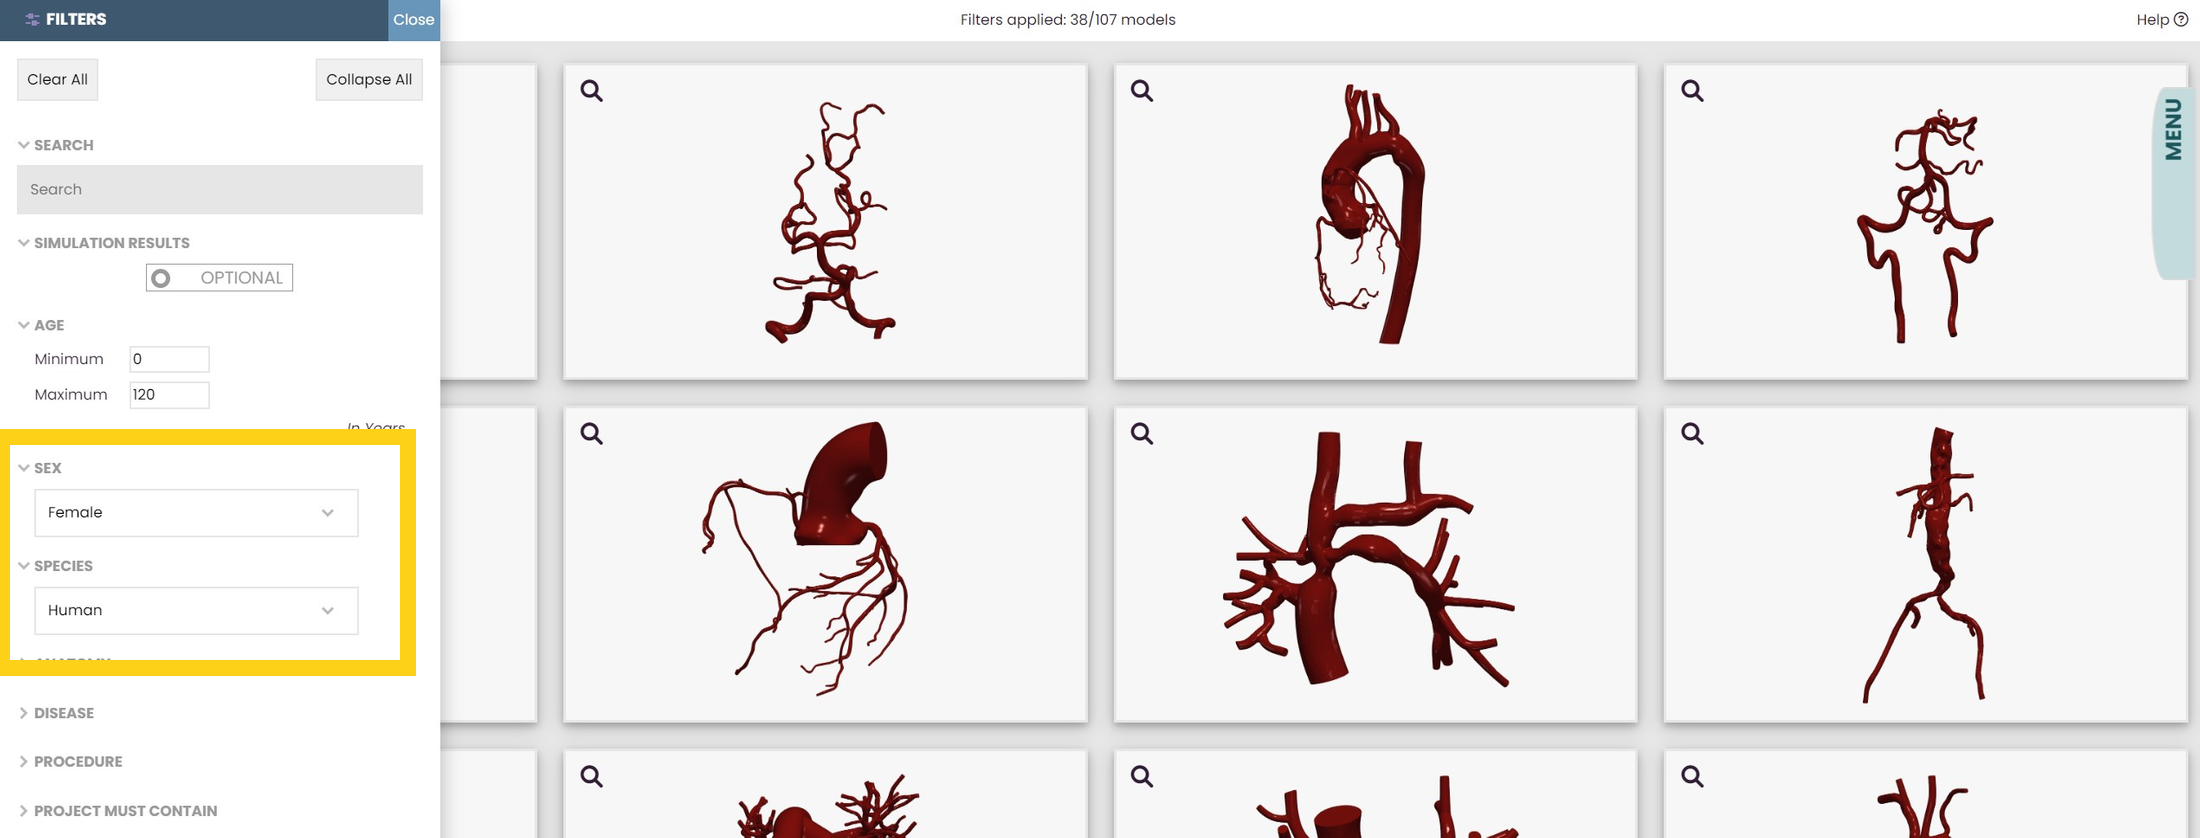 FILTERS
Close
Filters applied: 38/107 models
Help
Clear All
Collapse All
SEARCH
Search
SIMULATION RESULTS
OPTIONAL
AGE
Minimum 0
Maximum 120
In Years
SEX
Female
SPECIES
Human
ANATOMY
DISEASE
PROCEDURE
PROJECT MUST CONTAIN
MENU